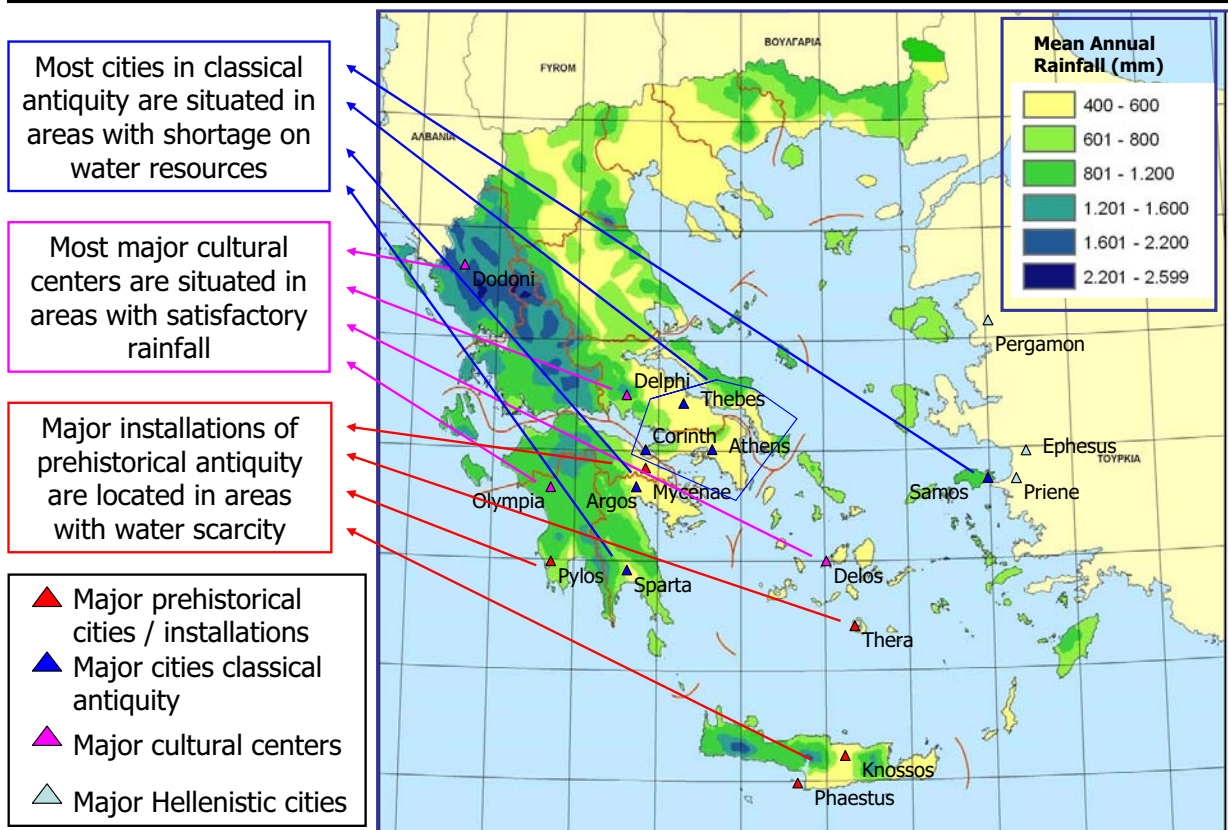 Most cities in classical
antiquity are situated in
areas with shortage on
water resources
Most major cultural
centers are situated in
areas with satisfactory
rainfall
Major installations of
prehistorical antiquity
are located in areas
with water scarcity
Major prehistorical
cities / installations
Major cities classical
antiquity
Major cultural centers
Major Hellenistic cities
ΒΟΥΛΓΑΡΙΑ
FYROM
ΑΛΒΑΝΙΑ
Mean Annual
Rainfall (mm)
400 - 600
601 - 800
801 - 1.200
1.201 - 1.600
1.601 - 2.200
2.201 - 2.599
Dodoni
Pergamon
Delphi
Thebes
Corinth
Athens
Ephesus
ΤΟΥΡΚΙΑ
Mycenae
Olympia
Argos
Samos
Priene
Pylos
Sparta
Delos
Thera
Knossos
Phaestus